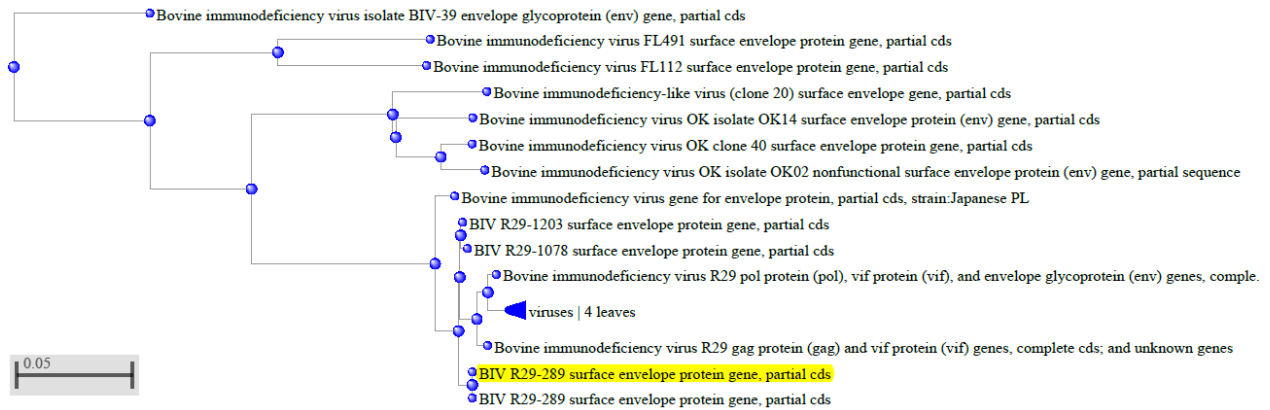 Bovine immunodeficiency virus isolate BIV-39 envelope glycoprotein (env) gene, partial cds
Bovine immunodeficiency virus FL491 surface envelope protein gene, partial cds
Bovine immunodeficiency virus FL112 surface envelope protein gene, partial cds
Bovine immunodeficiency-like virus (clone 20) surface envelope gene, partial cds
Bovine immunodeficiency virus OK isolate OK14 surface envelope protein (env) gene, partial cds
Bovine immunodeficiency virus OK clone 40 surface envelope protein gene, partial cds
Bovine immunodeficiency virus OK isolate OK02 nonfunctional surface envelope protein (env) gene, partial sequence
Bovine immunodeficiency virus gene for envelope protein, partial cds, strain:Japanese PL
BIV R29-1203 surface envelope protein gene, partial cds
BIV R29-1078 surface envelope protein gene, partial cds
Bovine immunodeficiency virus R29 pol protein (pol), vif protein (vif), and envelope glycoprotein (env) genes, comple.
viruses | 4 leaves
Bovine immunodeficiency virus R29 gag protein (gag) and vif protein (vif) genes, complete cds; and unknown genes
0.05
BIV R29-289 surface envelope protein gene, partial cds
BIV R29-289 surface envelope protein gene, partial cds